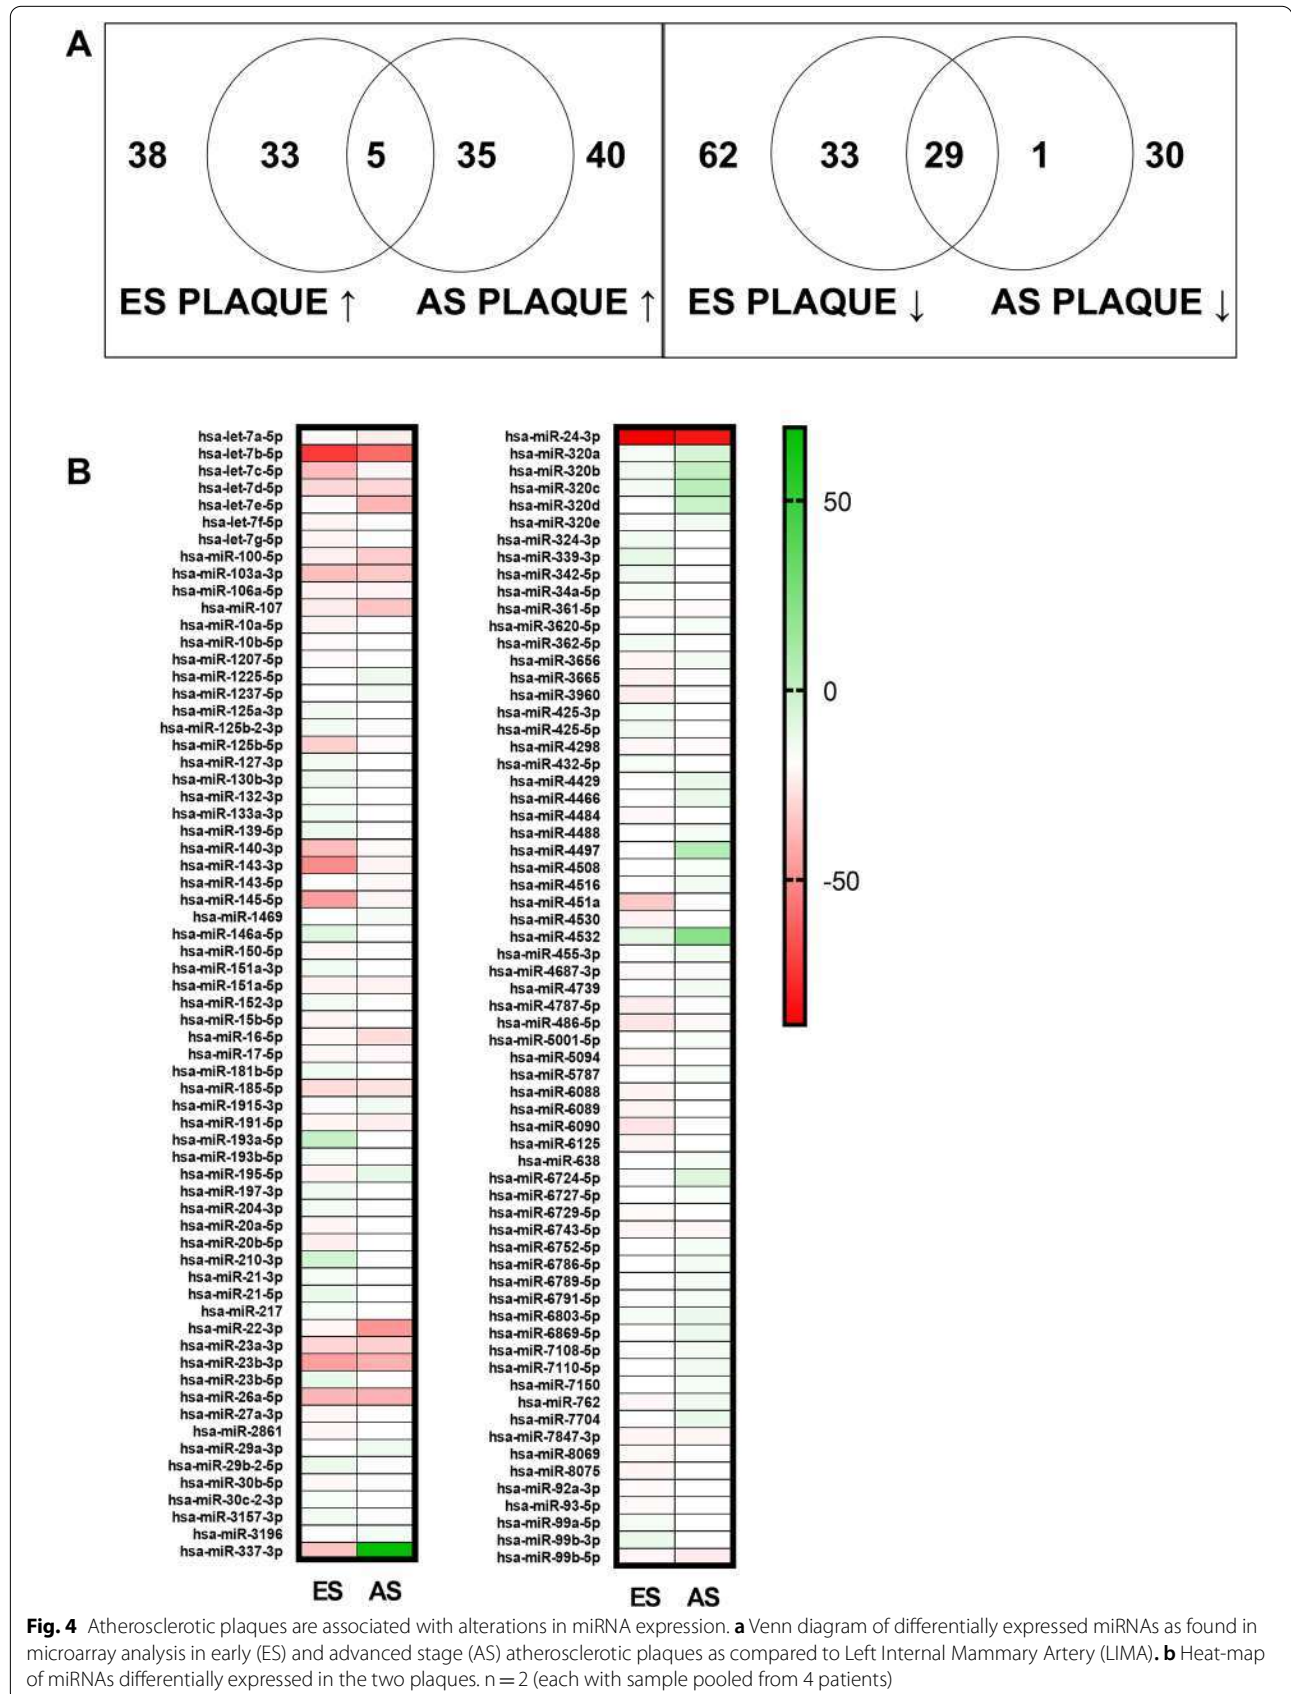 A
38 33 5 35 40
ES PLAQUE ↑ AS PLAQUE ↑
62 33 29 1 30
ES PLAQUE ↓ AS PLAQUE ↓
B
hsa-let-7a-5p
hsa-let-7b-5p
hsa-let-7c-5p
hsa-let-7d-5p
hsa-let-7e-5p
hsa-let-7f-5p
hsa-let-7g-5p
hsa-miR-100-5p
hsa-miR-103a-3p
hsa-miR-106a-5p
hsa-miR-107
hsa-miR-10a-5p
hsa-miR-10b-5p
hsa-miR-1207-5p
hsa-miR-1225-5p
hsa-miR-1237-5p
hsa-miR-125a-3p
hsa-miR-125b-2-3p
hsa-miR-125b-5p
hsa-miR-127-3p
hsa-miR-130b-3p
hsa-miR-132-3p
hsa-miR-133a-3p
hsa-miR-139-5p
hsa-miR-140-3p
hsa-miR-143-3p
hsa-miR-143-5p
hsa-miR-145-5p
hsa-miR-1469
hsa-miR-146a-5p
hsa-miR-150-5p
hsa-miR-151a-3p
hsa-miR-151a-5p
hsa-miR-152-3p
hsa-miR-15b-5p
hsa-miR-16-5p
hsa-miR-17-5p
hsa-miR-181b-5p
hsa-miR-185-5p
hsa-miR-1915-3p
hsa-miR-191-5p
hsa-miR-193a-5p
hsa-miR-193b-5p
hsa-miR-195-5p
hsa-miR-197-3p
hsa-miR-204-3p
hsa-miR-20a-5p
hsa-miR-20b-5p
hsa-miR-210-3p
hsa-miR-21-3p
hsa-miR-21-5p
hsa-miR-217
hsa-miR-22-3p
hsa-miR-23a-3p
hsa-miR-23b-3p
hsa-miR-23b-5p
hsa-miR-26a-5p
hsa-miR-27a-3p
hsa-miR-2861
hsa-miR-29a-3p
hsa-miR-29b-2-5p
hsa-miR-30b-5p
hsa-miR-30c-2-3p
hsa-miR-3157-3p
hsa-miR-3196
hsa-miR-337-3p
ES AS
hsa-miR-24-3p
hsa-miR-320a
hsa-miR-320b
hsa-miR-320c
hsa-miR-320d
hsa-miR-320e
hsa-miR-324-3p
hsa-miR-339-3p
hsa-miR-342-5p
hsa-miR-34a-5p
hsa-miR-361-5p
hsa-miR-3620-5p
hsa-miR-362-5p
hsa-miR-3656
hsa-miR-3665
hsa-miR-3960
hsa-miR-425-3p
hsa-miR-425-5p
hsa-miR-4298
hsa-miR-432-5p
hsa-miR-4429
hsa-miR-4466
hsa-miR-4484
hsa-miR-4488
hsa-miR-4497
hsa-miR-4508
hsa-miR-4516
hsa-miR-451a
hsa-miR-4530
hsa-miR-4532
hsa-miR-455-3p
hsa-miR-4687-3p
hsa-miR-4739
hsa-miR-4787-5p
hsa-miR-486-5p
hsa-miR-5001-5p
hsa-miR-5094
hsa-miR-5787
hsa-miR-6088
hsa-miR-6089
hsa-miR-6090
hsa-miR-6125
hsa-miR-638
hsa-miR-6724-5p
hsa-miR-6727-5p
hsa-miR-6729-5p
hsa-miR-6743-5p
hsa-miR-6752-5p
hsa-miR-6786-5p
hsa-miR-6789-5p
hsa-miR-6791-5p
hsa-miR-6803-5p
hsa-miR-6869-5p
hsa-miR-7108-5p
hsa-miR-7110-5p
hsa-miR-7150
hsa-miR-762
hsa-miR-7704
hsa-miR-7847-3p
hsa-miR-8069
hsa-miR-8075
hsa-miR-92a-3p
hsa-miR-93-5p
hsa-miR-99a-5p
hsa-miR-99b-3p
hsa-miR-99b-5p
ES AS
50
0
-50
Fig. 4 Atherosclerotic plaques are associated with alterations in miRNA expression. a Venn diagram of differentially expressed miRNAs as found in
microarray analysis in early (ES) and advanced stage (AS) atherosclerotic plaques as compared to Left Internal Mammary Artery (LIMA). b Heat-map
of miRNAs differentially expressed in the two plaques. n = 2 (each with sample pooled from 4 patients)